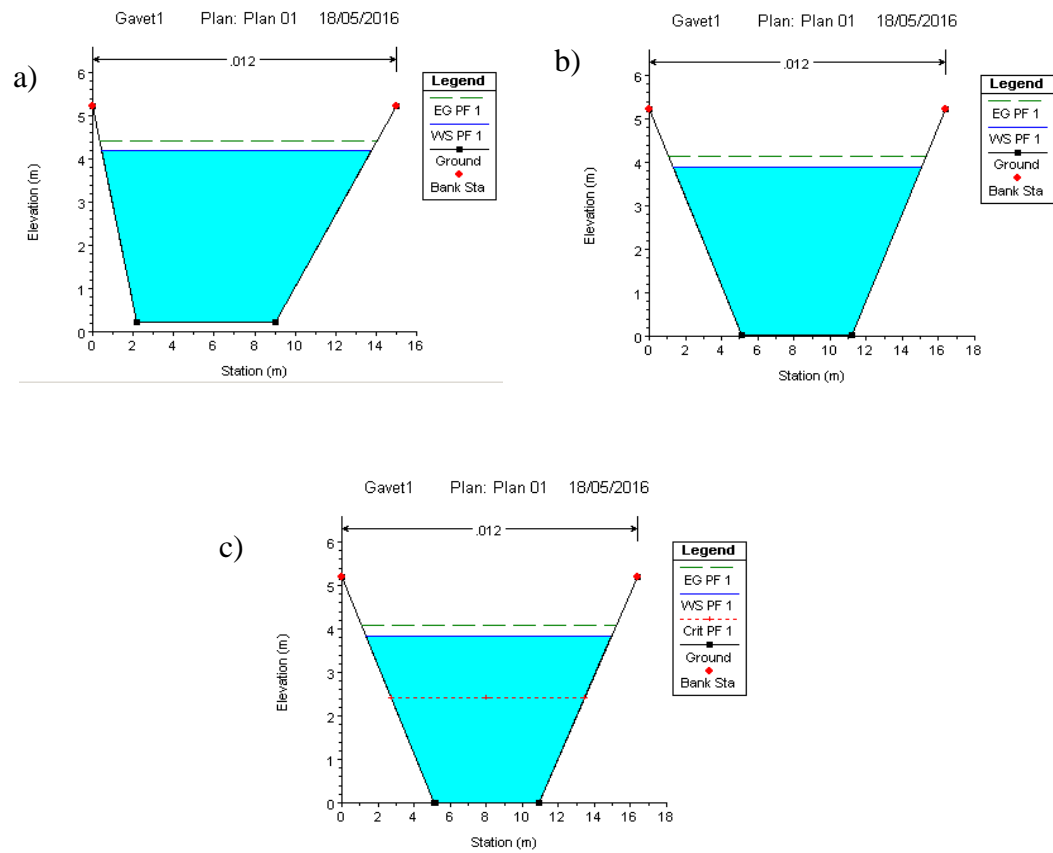 Gavet1 Plan: Plan 01 18/05/2016
a)
.012
6
5
4
3
2
1
0
Elevation (m)
0 2 4 6 8 10 12 14 16
Station (m)
Legend
EG PF 1
WS PF 1
Ground
Bank Sta
Gavet1 Plan: Plan 01 18/05/2016
b)
.012
6
5
4
3
2
1
0
Elevation (m)
0 2 4 6 8 10 12 14 16 18
Station (m)
Legend
EG PF 1
WS PF 1
Ground
Bank Sta
Gavet1 Plan: Plan 01 18/05/2016
c)
.012
6
5
4
3
2
1
0
Elevation (m)
0 2 4 6 8 10 12 14 16 18
Station (m)
Legend
EG PF 1
WS PF 1
Crit PF 1
Ground
Bank Sta